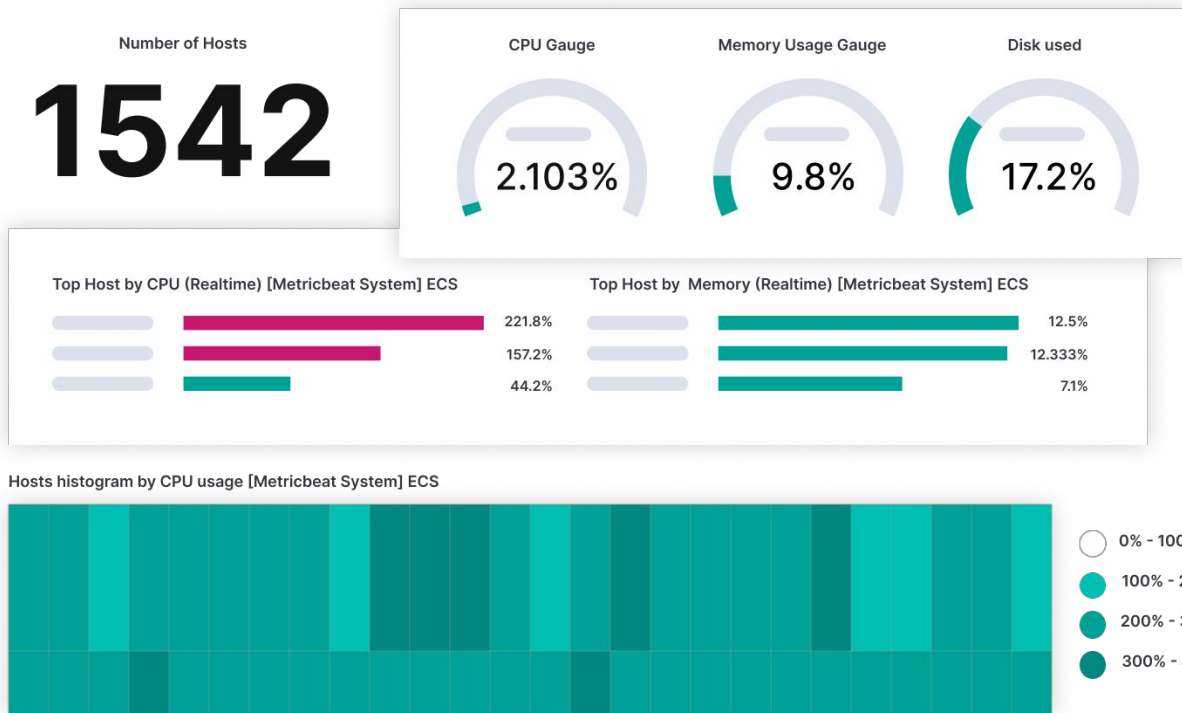 Number of Hosts
1542
CPU Gauge
2.103%
Memory Usage Gauge
9.8%
Disk used
17.2%
Top Host by CPU (Realtime) [Metricbeat System] ECS
221.8%
157.2%
44.2%
Top Host by Memory (Realtime) [Metricbeat System] ECS
12.5%
12.333%
7.1%
Hosts histogram by CPU usage [Metricbeat System] ECS
0% - 100
100% -
200% -
300% -